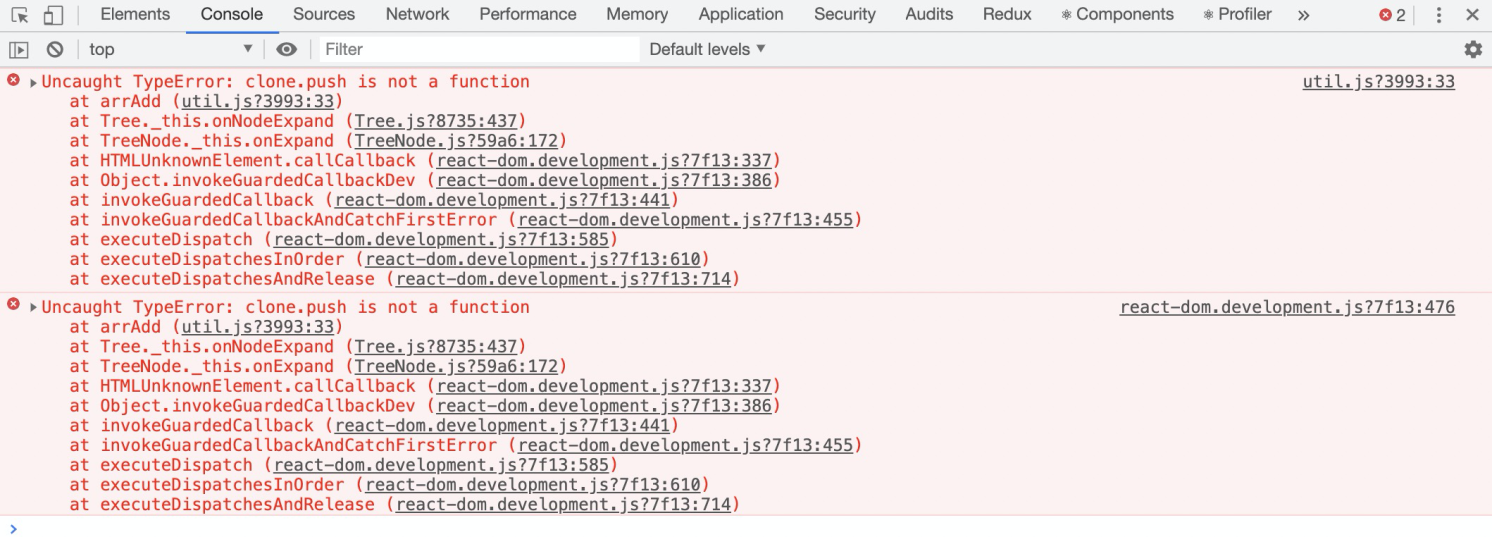 Elements Console Sources Network Performance Memory Application Security Audits Redux ⚛ Components ⚛ Profiler » 2
top ▼ Filter Default levels ▼
Uncaught TypeError: clone.push is not a function util.js?3993:33
at arrAdd (util.js?3993:33)
at Tree._this.onNodeExpand (Tree.js?8735:437)
at TreeNode._this.onExpand (TreeNode.js?59a6:172)
at HTMLUnknownElement.callCallback (react-dom.development.js?7f13:337)
at Object.invokeGuardedCallbackDev (react-dom.development.js?7f13:386)
at invokeGuardedCallback (react-dom.development.js?7f13:441)
at invokeGuardedCallbackAndCatchFirstError (react-dom.development.js?7f13:455)
at executeDispatch (react-dom.development.js?7f13:585)
at executeDispatchesInOrder (react-dom.development.js?7f13:610)
at executeDispatchesAndRelease (react-dom.development.js?7f13:714)
Uncaught TypeError: clone.push is not a function react-dom.development.js?7f13:476
at arrAdd (util.js?3993:33)
at Tree._this.onNodeExpand (Tree.js?8735:437)
at TreeNode._this.onExpand (TreeNode.js?59a6:172)
at HTMLUnknownElement.callCallback (react-dom.development.js?7f13:337)
at Object.invokeGuardedCallbackDev (react-dom.development.js?7f13:386)
at invokeGuardedCallback (react-dom.development.js?7f13:441)
at invokeGuardedCallbackAndCatchFirstError (react-dom.development.js?7f13:455)
at executeDispatch (react-dom.development.js?7f13:585)
at executeDispatchesInOrder (react-dom.development.js?7f13:610)
at executeDispatchesAndRelease (react-dom.development.js?7f13:714)